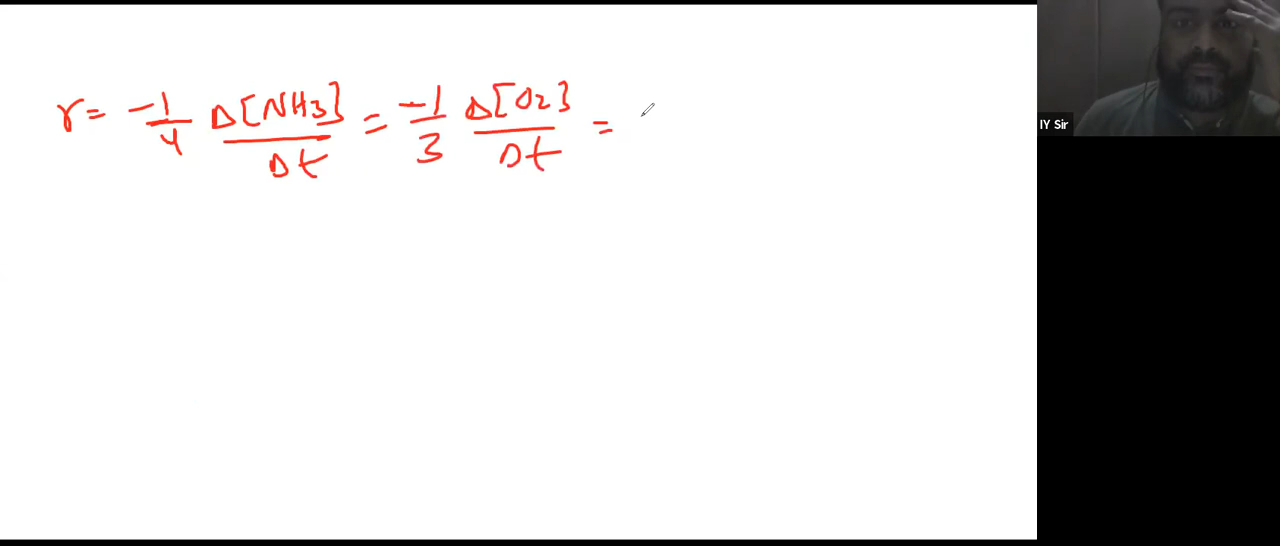 r = -1/4 Δ[NH3]/Δt = -1/3 Δ[O2]/Δt =
IY Sir